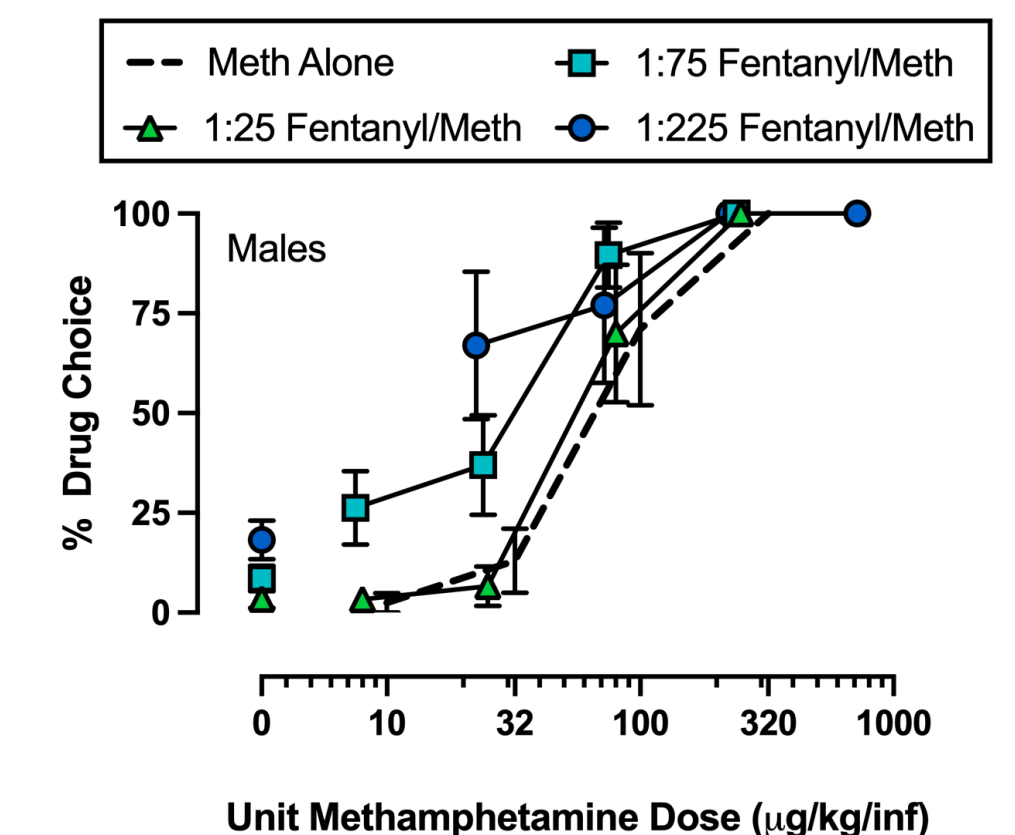 Meth Alone 1:75 Fentanyl/Meth
1:25 Fentanyl/Meth 1:225 Fentanyl/Meth
100
Males
75
50
25
0
% Drug Choice
0 10 32 100 320 1000
Unit Methamphetamine Dose (μg/kg/inf)